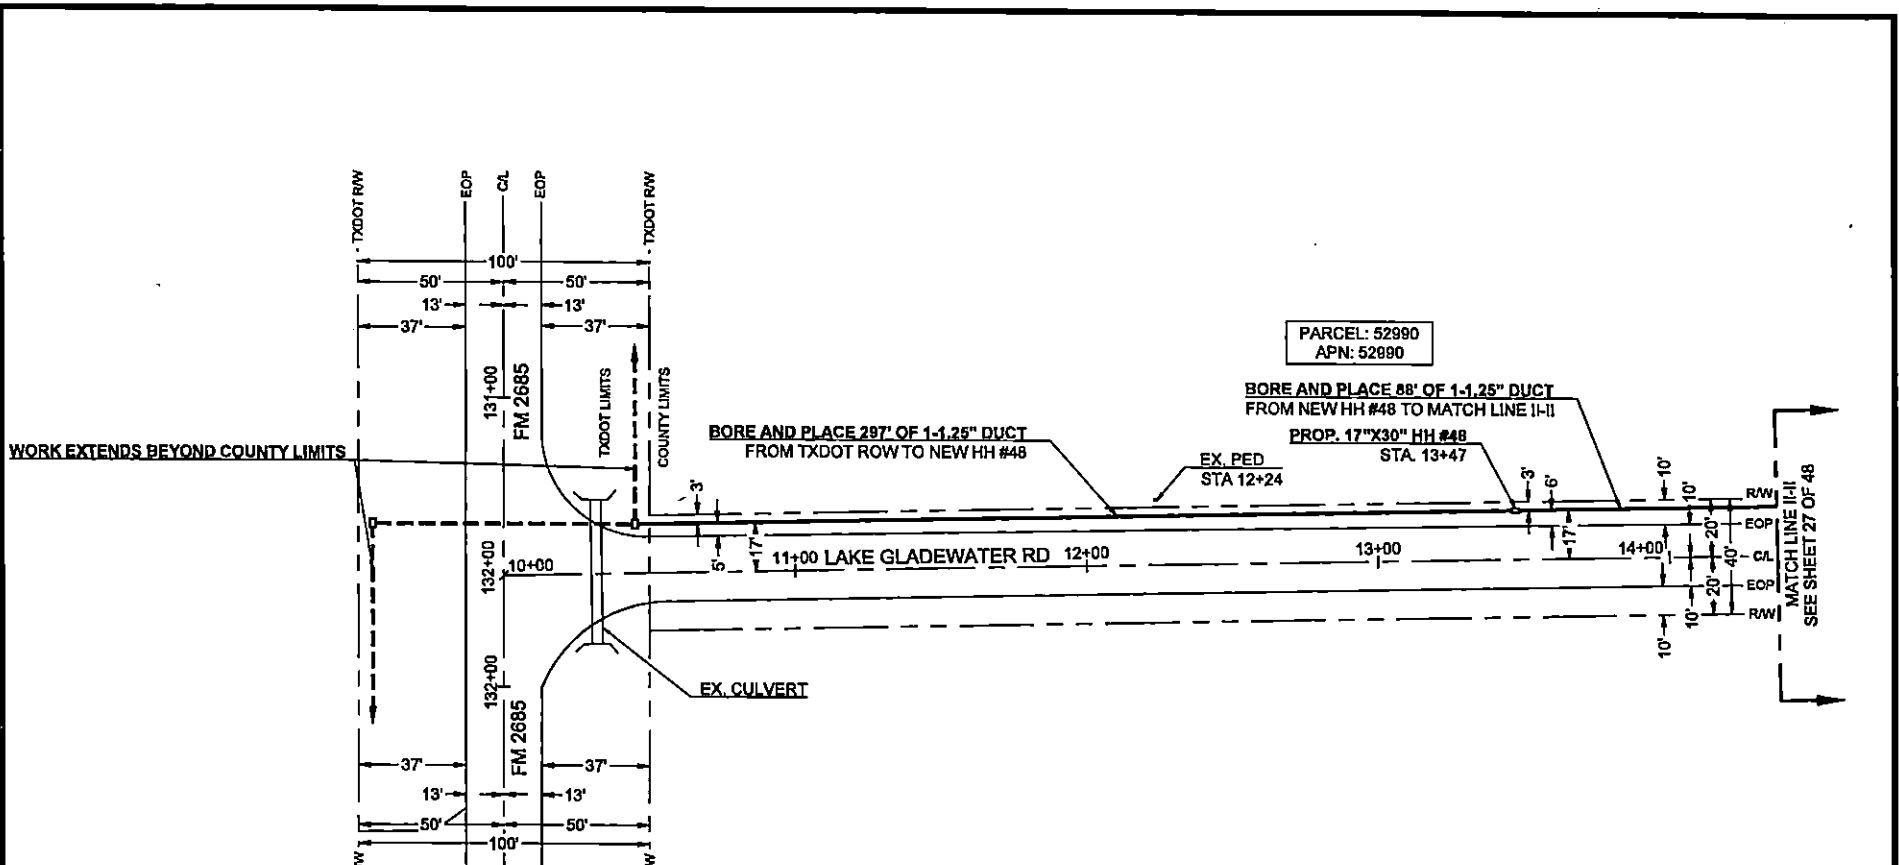 TXDOT R/W
EOP
C/L
EOP
TXDOT R/W
100'
50'
50'
13'
13'
37'
37'
131+00
FM 2685
TXDOT LIMITS
COUNTY LIMITS
PARCEL: 52990
APN: 52990
BORE AND PLACE 88' OF 1-1.25" DUCT
FROM NEW HH #48 TO MATCH LINE II-II
BORE AND PLACE 297' OF 1-1.25" DUCT
FROM TXDOT ROW TO NEW HH #48
PROP. 17"X30" HH #48
STA. 13+47
WORK EXTENDS BEYOND COUNTY LIMITS
EX. PED
STA 12+24
3'
5'
17'
3'
6'
17'
10'
10'
20'
40'
R/W
EOP
C/L
EOP
R/W
MATCH LINE II-II
SEE SHEET 27 OF 48
132+00
10+00
11+00 LAKE GLADEWATER RD 12+00
13+00
14+00
20'
10'
10'
132+00
FM 2685
EX. CULVERT
37'
37'
13'
13'
50'
50'
100'